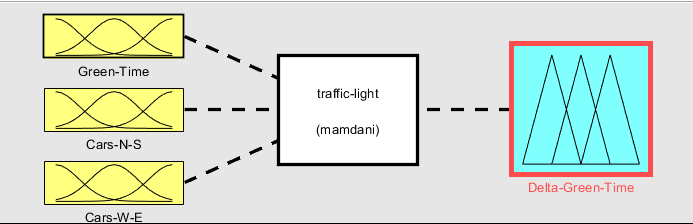 Green-Time
Cars-N-S
Cars-W-E
traffic-light
(mamdani)
Delta-Green-Time